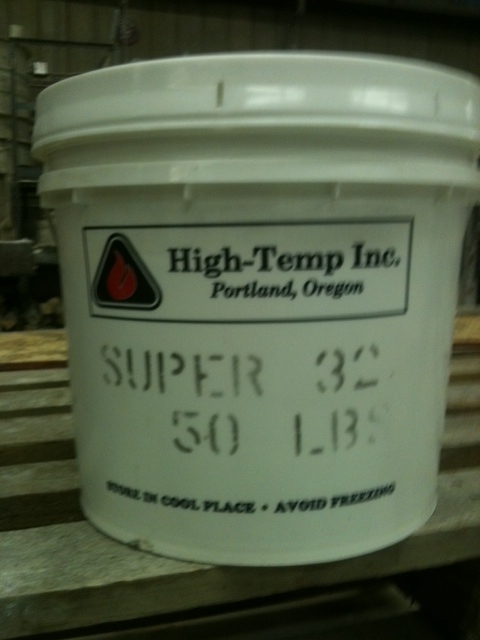 High-Temp Inc.
Portland, Oregon
SUPER 32
50 LBS
STORE IN COOL PLACE • AVOID FREEZING